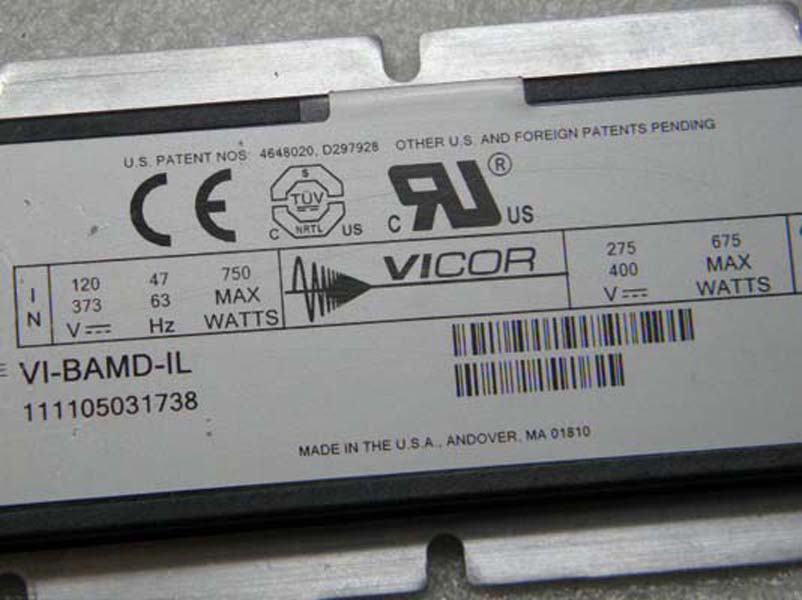 U.S. PATENT NOS: 4648020, D297928 OTHER U.S. AND FOREIGN PATENTS PENDING
CE
S
TÜV
NRTL
C US
C RU US ®
IN
120 47 750
373 63 MAX
V Hz WATTS
VICOR
275 675
400 MAX
V WATTS
VI-BAMD-IL
111105031738
MADE IN THE U.S.A., ANDOVER, MA 01810